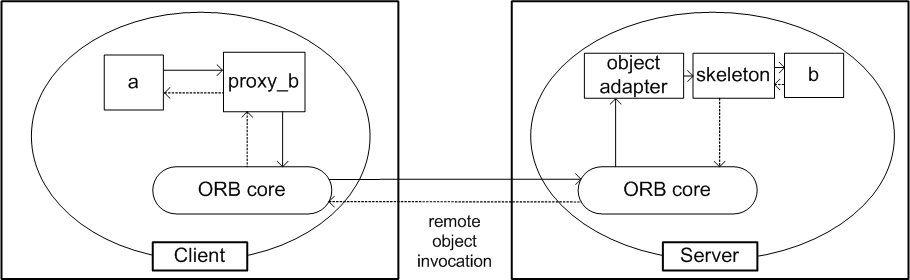 a
proxy_b
ORB core
Client
remote
object
invocation
object
adapter
skeleton
b
ORB core
Server